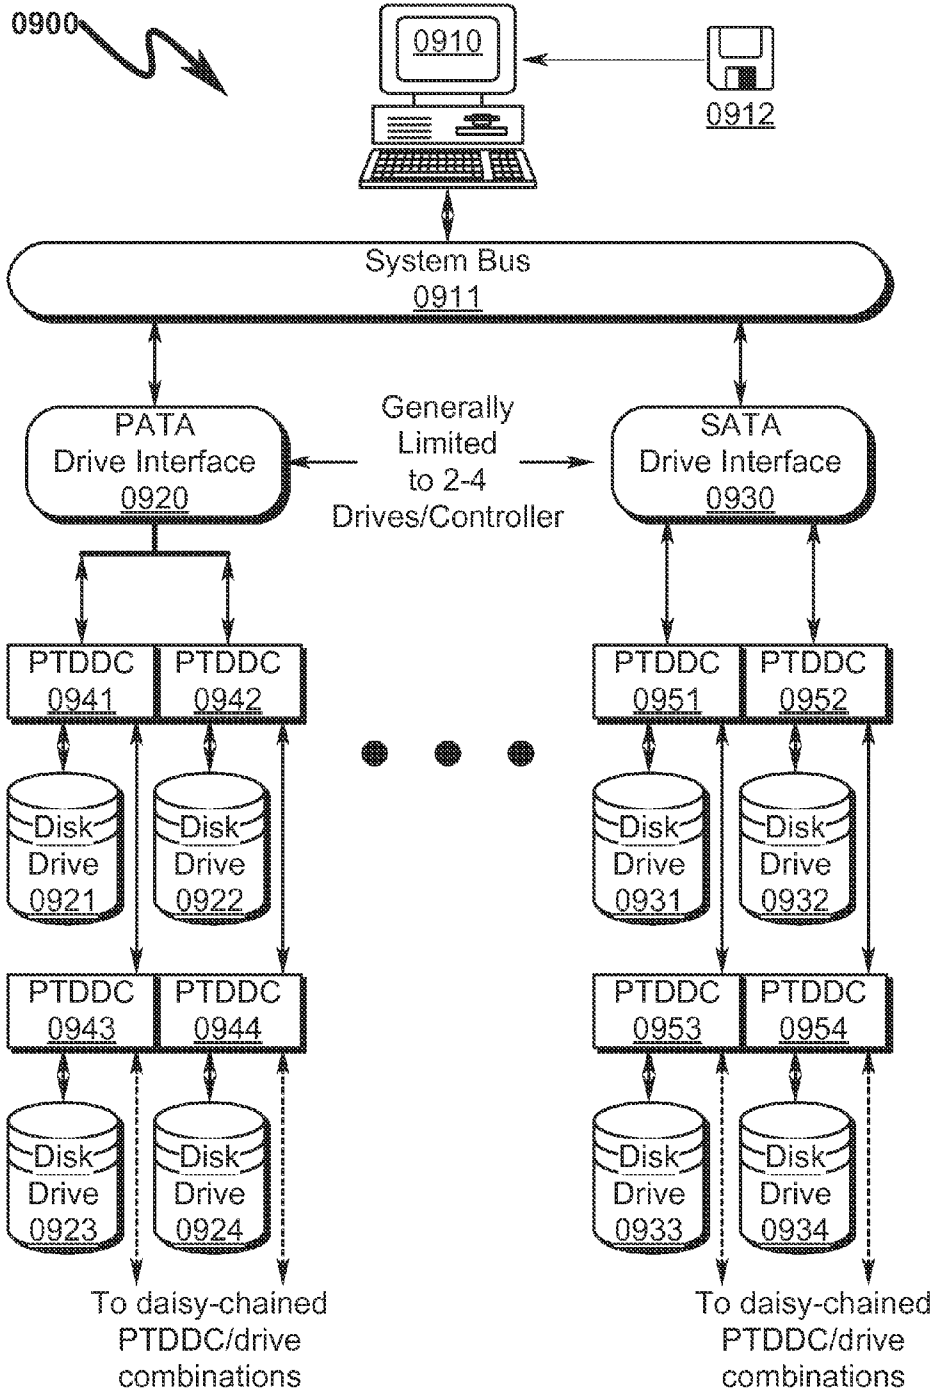 0900
0910
0912
System Bus
0911
PATA
Drive Interface
0920
Generally
Limited
to 2-4
Drives/Controller
SATA
Drive Interface
0930
PTDDC
0941
PTDDC
0942
PTDDC
0951
PTDDC
0952
Disk
Drive
0921
Disk
Drive
0922
Disk
Drive
0931
Disk
Drive
0932
PTDDC
0943
PTDDC
0944
PTDDC
0953
PTDDC
0954
Disk
Drive
0923
Disk
Drive
0924
Disk
Drive
0933
Disk
Drive
0934
To daisy-chained
PTDDC/drive
combinations
To daisy-chained
PTDDC/drive
combinations